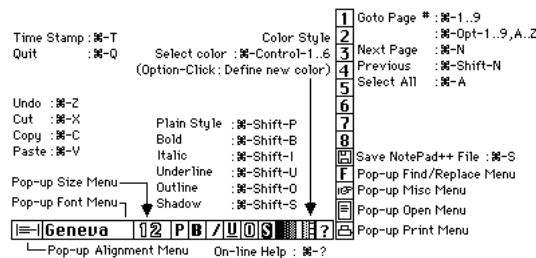 Time Stamp : ⌘-T
Quit : ⌘-Q
Color Style
Select color : ⌘-Control-1..6
(Option-Click : Define new color)
1 Goto Page # : ⌘-1..9
2 : ⌘-Opt-1..9,A..Z
3 Next Page : ⌘-N
4 Previous : ⌘-Shift-N
5 Select All : ⌘-A
6
7
8
Undo : ⌘-Z
Cut : ⌘-X
Copy : ⌘-C
Paste : ⌘-V
Plain Style : ⌘-Shift-P
Bold : ⌘-Shift-B
Italic : ⌘-Shift-I
Underline : ⌘-Shift-U
Outline : ⌘-Shift-O
Shadow : ⌘-Shift-S
Save NotePad++ File : ⌘-S
F Pop-up Find/Replace Menu
Pop-up Misc Menu
Pop-up Open Menu
Pop-up Print Menu
Pop-up Size Menu
Pop-up Font Menu
Geneva 12 P B I U O S ?
Pop-up Alignment Menu
On-line Help : ⌘-?